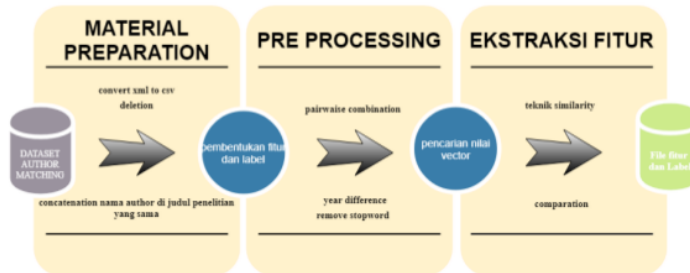 MATERIAL
PREPARATION
convert xml to csv
deletion
DATASET
AUTHOR
MATCHING
concatenation nama author di judul penelitian
yang sama
pembentukan fitur
dan label
PRE PROCESSING
pairwaise combination
year difference
remove stopword
pencarian nilai
vector
EKSTRAKSI FITUR
teknik similarity
comparation
File fitur
dan Label